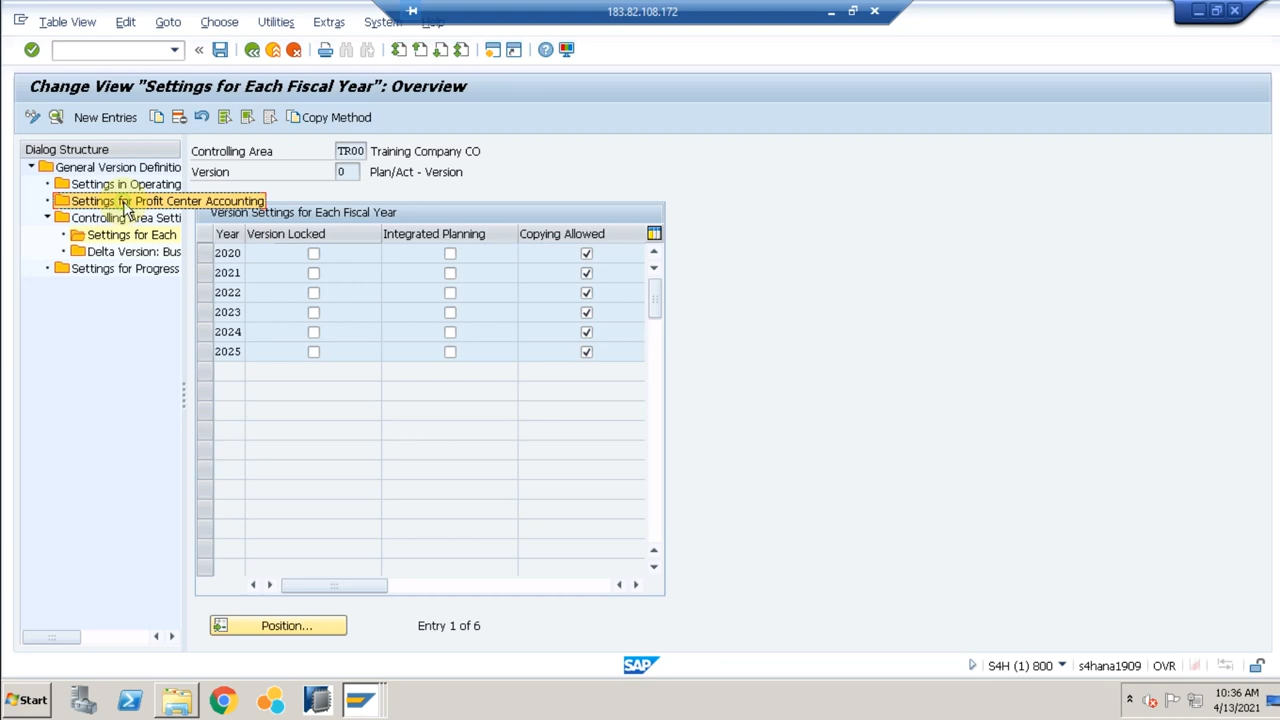 183.82.108.172
Table View Edit Goto Choose Utilities Extras System Help
Change View "Settings for Each Fiscal Year": Overview
New Entries Copy Method
Dialog Structure
General Version Definitio
Settings in Operating
Settings for Profit Center Accounting
Controlling Area Setti
Settings for Each
Delta Version: Bus
Settings for Progress
Controlling Area TR00 Training Company CO
Version 0 Plan/Act - Version
Version Settings for Each Fiscal Year
Year Version Locked Integrated Planning Copying Allowed
2020
2021
2022
2023
2024
2025
Position... Entry 1 of 6
SAP
S4H (1) 800 s4hana1909 OVR
Start
10:36 AM
4/13/2021